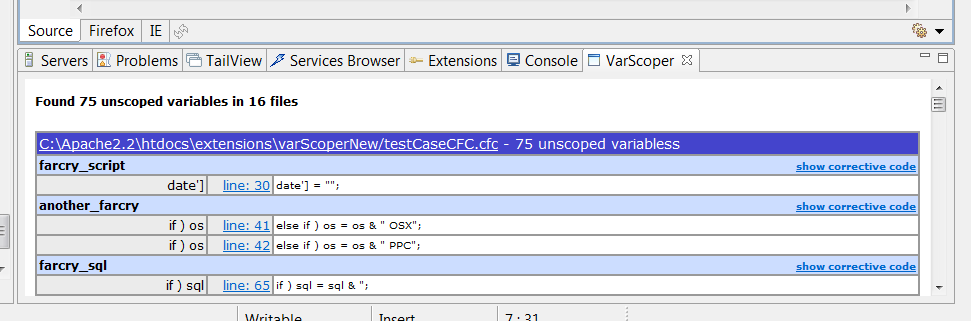 Source Firefox IE
Servers Problems TailView Services Browser Extensions Console VarScoper
Found 75 unscoped variables in 16 files
C:\Apache2.2\htdocs\extensions\varScoperNew/testCaseCFC.cfc - 75 unscoped variabless
farcry_script show corrective code
date'] line: 30 date'] = "";
another_farcry show corrective code
if ) os line: 41 else if ) os = os & " OSX";
if ) os line: 42 else if ) os = os & " PPC";
farcry_sql show corrective code
if ) sql line: 65 if ) sql = sql & ";
Writable Insert 7 : 31